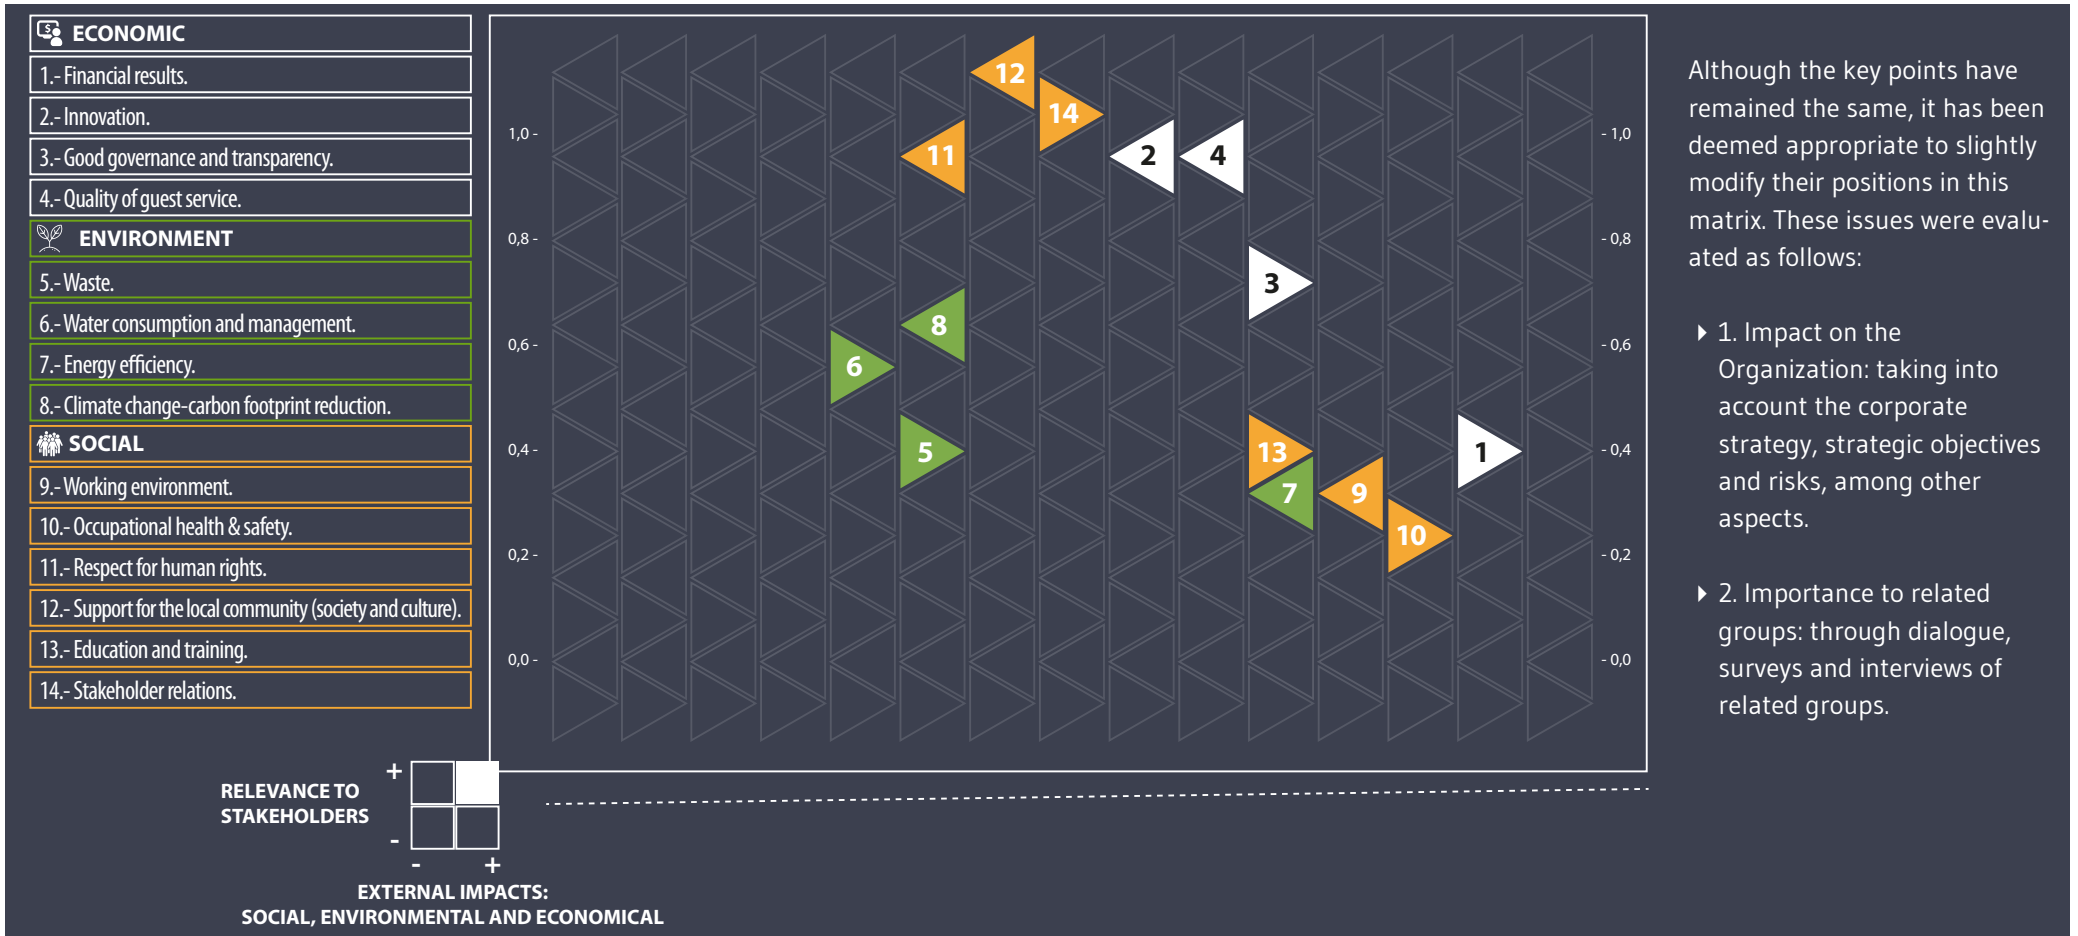 ECONOMIC
1.- Financial results.
2.- Innovation.
3.- Good governance and transparency.
4.- Quality of guest service.
ENVIRONMENT
5.- Waste.
6.- Water consumption and management.
7.- Energy efficiency.
8.- Climate change-carbon footprint reduction.
SOCIAL
9.- Working environment.
10.- Occupational health & safety.
11.- Respect for human rights.
12.- Support for the local community (society and culture).
13.- Education and training.
14.- Stakeholder relations.
1,0 -
0,8 -
0,6 -
0,4 -
0,2 -
0,0 -
12
14
11
2
4
3
8
6
5
13
1
7
9
10
- 1,0
- 0,8
- 0,6
- 0,4
- 0,2
- 0,0
RELEVANCE TO
STAKEHOLDERS
+
-
-
+
EXTERNAL IMPACTS:
SOCIAL, ENVIRONMENTAL AND ECONOMICAL
Although the key points have
remained the same, it has been
deemed appropriate to slightly
modify their positions in this
matrix. These issues were evalu-
ated as follows:
1. Impact on the
Organization: taking into
account the corporate
strategy, strategic objectives
and risks, among other
aspects.
2. Importance to related
groups: through dialogue,
surveys and interviews of
related groups.